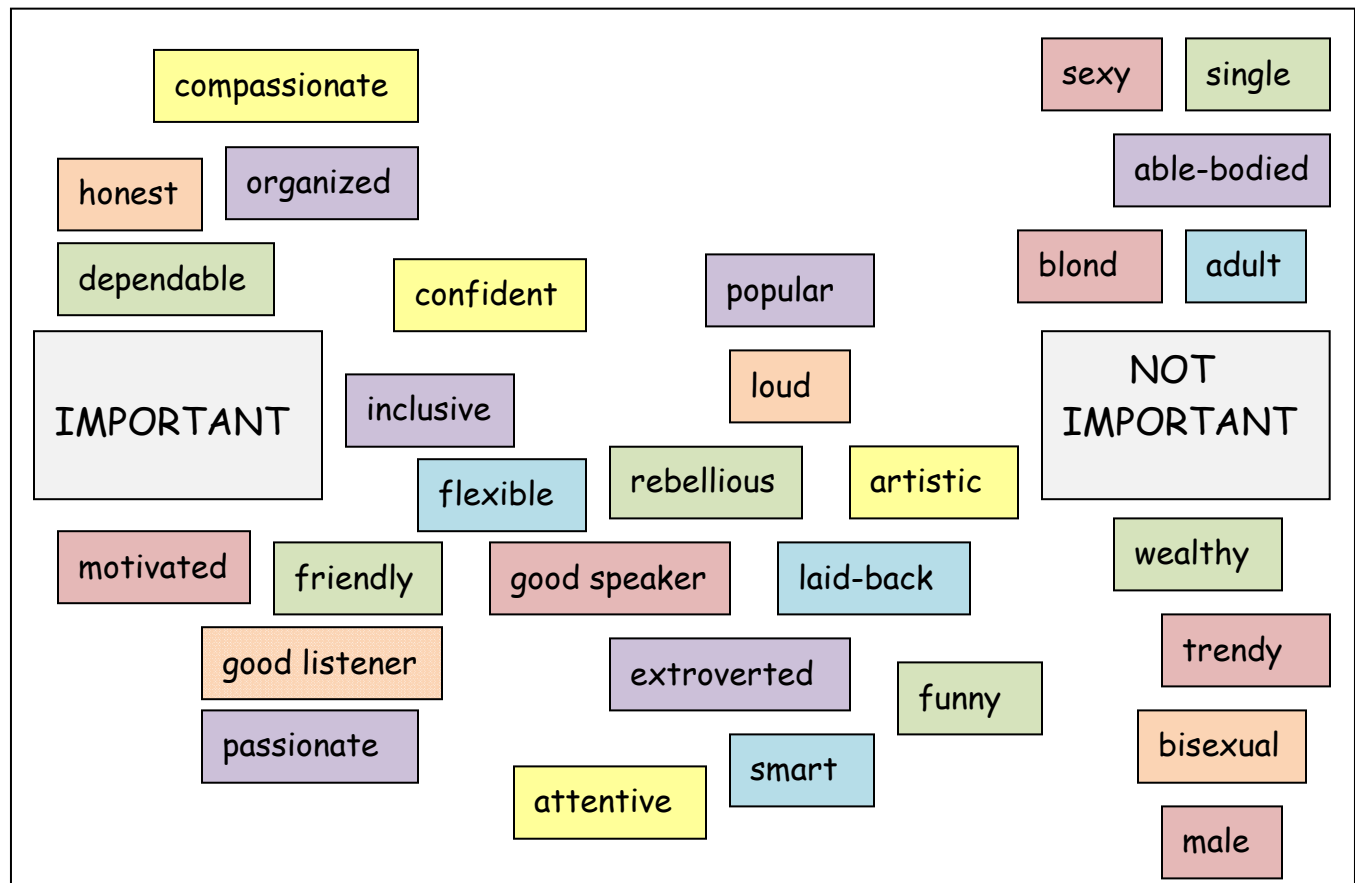 compassionate
sexy
single
honest
organized
able-bodied
dependable
confident
popular
blond
adult
IMPORTANT
inclusive
loud
NOT
IMPORTANT
flexible
rebellious
artistic
motivated
friendly
good speaker
laid-back
wealthy
good listener
extroverted
funny
trendy
passionate
attentive
smart
bisexual
male